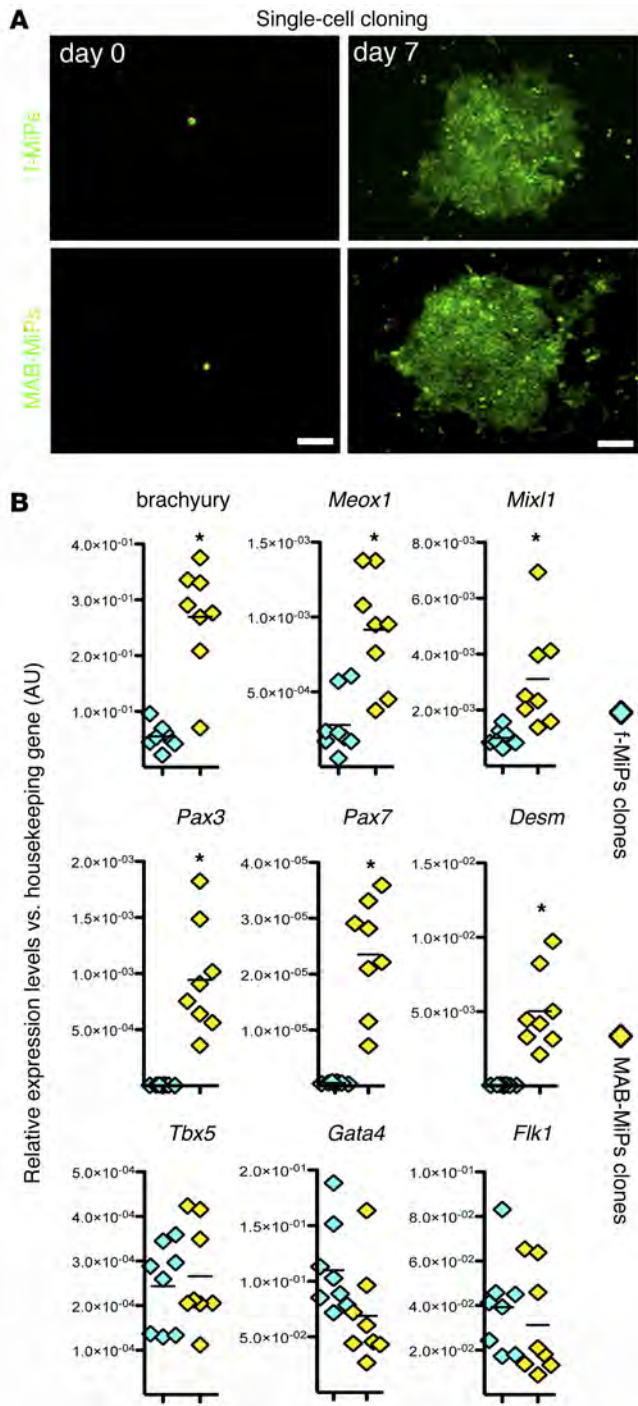 A
Single-cell cloning
day 0
day 7
f-MiPs
MAB-MiPs
B
Relative expression levels vs. housekeeping gene (AU)
brachyury
4.0×10⁻⁰¹
3.0×10⁻⁰¹
2.0×10⁻⁰¹
1.0×10⁻⁰¹
*
Meox1
1.5×10⁻⁰³
1.0×10⁻⁰³
5.0×10⁻⁰⁴
*
Mixl1
8.0×10⁻⁰³
6.0×10⁻⁰³
4.0×10⁻⁰³
2.0×10⁻⁰³
*
Pax3
2.0×10⁻⁰³
1.5×10⁻⁰³
1.0×10⁻⁰³
5.0×10⁻⁰⁴
*
Pax7
4.0×10⁻⁰⁵
3.0×10⁻⁰⁵
2.0×10⁻⁰⁵
1.0×10⁻⁰⁵
*
Desm
1.5×10⁻⁰²
1.0×10⁻⁰²
5.0×10⁻⁰³
*
Tbx5
5.0×10⁻⁰⁴
4.0×10⁻⁰⁴
3.0×10⁻⁰⁴
2.0×10⁻⁰⁴
1.0×10⁻⁰⁴
Gata4
2.0×10⁻⁰¹
1.5×10⁻⁰¹
1.0×10⁻⁰¹
5.0×10⁻⁰²
Flk1
1.0×10⁻⁰¹
8.0×10⁻⁰²
6.0×10⁻⁰²
4.0×10⁻⁰²
2.0×10⁻⁰²
f-MiPs clones
MAB-MiPs clones